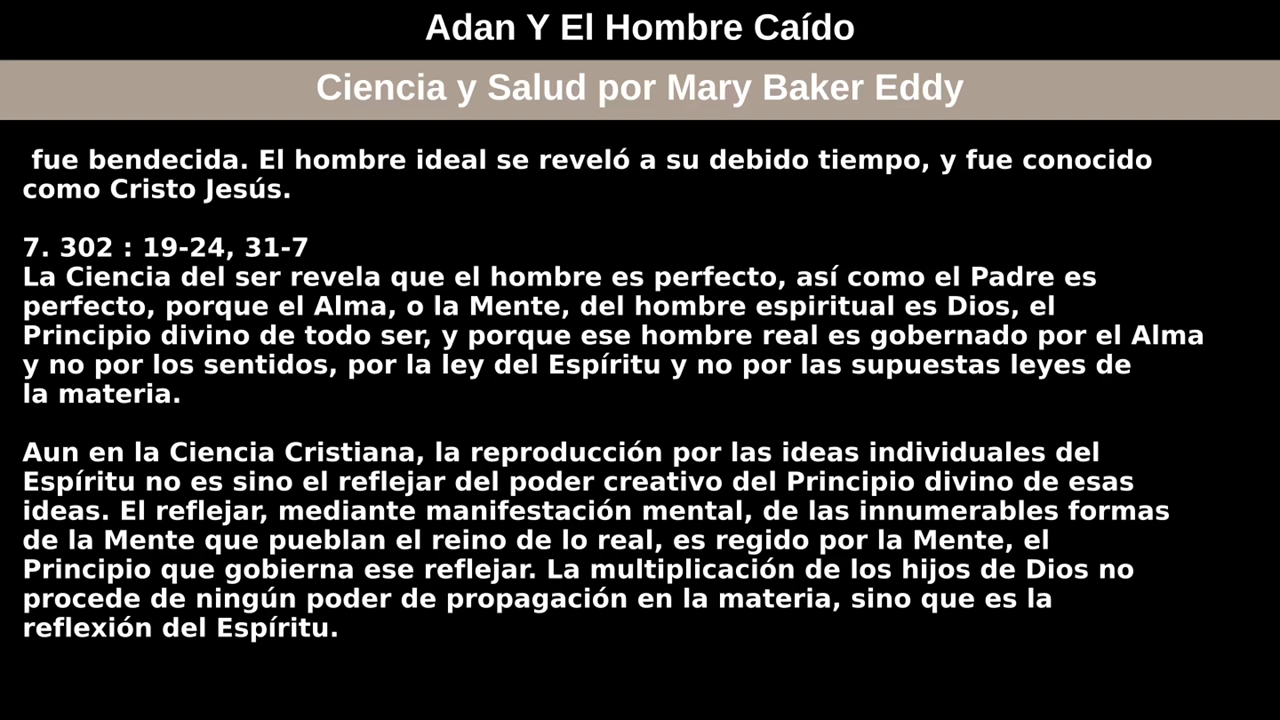 Adan Y El Hombre Caído
Ciencia y Salud por Mary Baker Eddy
fue bendecida. El hombre ideal se reveló a su debido tiempo, y fue conocido
como Cristo Jesús.
7. 302 : 19-24, 31-7
La Ciencia del ser revela que el hombre es perfecto, así como el Padre es
perfecto, porque el Alma, o la Mente, del hombre espiritual es Dios, el
Principio divino de todo ser, y porque ese hombre real es gobernado por el Alma
y no por los sentidos, por la ley del Espíritu y no por las supuestas leyes de
la materia.
Aun en la Ciencia Cristiana, la reproducción por las ideas individuales del
Espíritu no es sino el reflejar del poder creativo del Principio divino de esas
ideas. El reflejar, mediante manifestación mental, de las innumerables formas
de la Mente que pueblan el reino de lo real, es regido por la Mente, el
Principio que gobierna ese reflejar. La multiplicación de los hijos de Dios no
procede de ningún poder de propagación en la materia, sino que es la
reflexión del Espíritu.